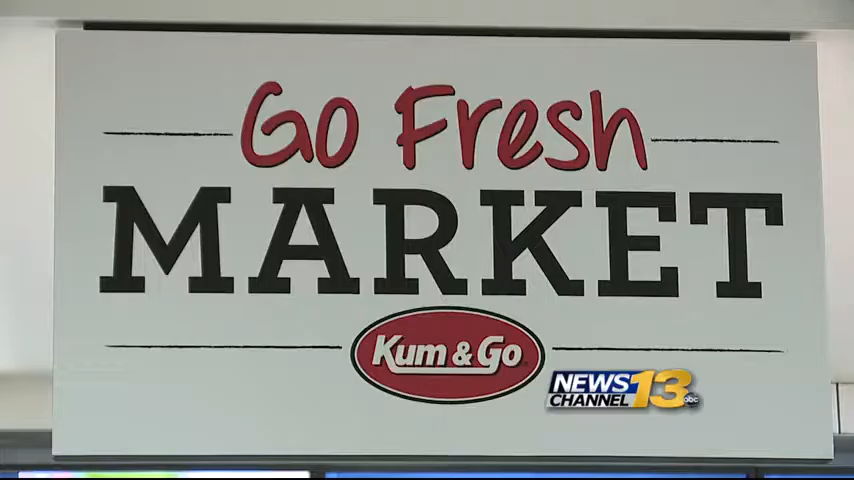 Go Fresh
MARKET
Kum & Go
NEWS 13
CHANNEL abc